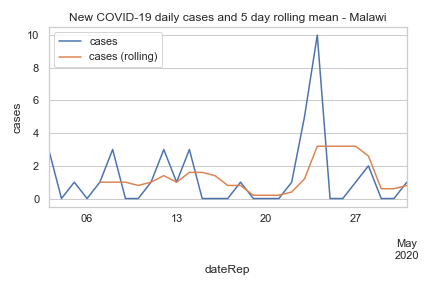 New COVID-19 daily cases and 5 day rolling mean - Malawi
cases
cases (rolling)
10
8
6
4
2
0
cases
06
13
20
27
May
2020
dateRep